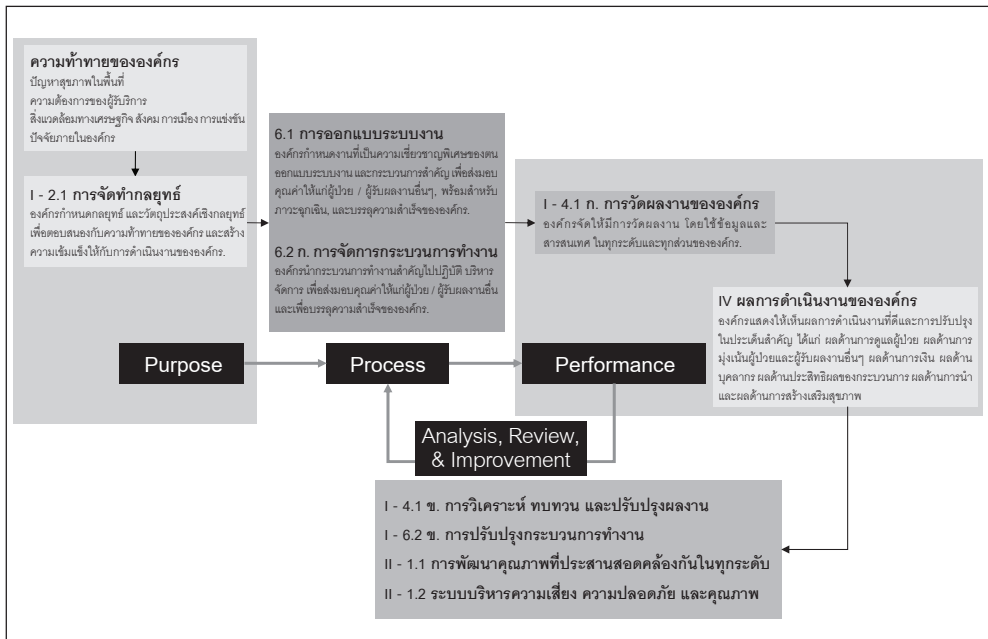 ความท้าทายขององค์กร
ปัญหาสุขภาพในพื้นที่
ความต้องการของผู้รับริการ
สิ่งแวดล้อมทางเศรษฐกิจ สังคม การเมือง การแข่งขัน
ปัจจัยภายในองค์กร
I - 2.1 การจัดทำกลยุทธ์
องค์กรกำหนดกลยุทธ์ และวัตถุประสงค์เชิงกลยุทธ์
เพื่อตอบสนองกับความท้าทายขององค์กร และสร้าง
ความเข้มแข็งให้กับการดำเนินงานขององค์กร.
6.1 การออกแบบระบบงาน
องค์กรกำหนดงานที่เป็นความเชี่ยวชาญพิเศษของตน
ออกแบบระบบงาน และกระบวนการสำคัญ เพื่อส่งมอบ
คุณค่าให้แก่ผู้ป่วย / ผู้รับผลงานอื่นๆ, พร้อมสำหรับ
ภาวะฉุกเฉิน, และบรรลุความสำเร็จขององค์กร.
6.2 ก. การจัดการกระบวนการทำงาน
องค์กรนำกระบวนการทำงานสำคัญไปปฏิบัติ บริหาร
จัดการ เพื่อส่งมอบคุณค่าให้แก่ผู้ป่วย / ผู้รับผลงานอื่น
และเพื่อบรรลุความสำเร็จขององค์กร.
I - 4.1 ก. การวัดผลงานขององค์กร
องค์กรจัดให้มีการวัดผลงาน โดยใช้ข้อมูลและ
สารสนเทศ ในทุกระดับและทุกส่วนขององค์กร.
IV ผลการดำเนินงานขององค์กร
องค์กรแสดงให้เห็นผลการดำเนินงานที่ดีและการปรับปรุง
ในประเด็นสำคัญ ได้แก่ ผลด้านการดูแลผู้ป่วย ผลด้านการ
มุ่งเน้นผู้ป่วยและผู้รับผลงานอื่นๆ ผลด้านการเงิน ผลด้าน
บุคลากร ผลด้านประสิทธิผลของกระบวนการ ผลด้านการนำ
และผลด้านการสร้างเสริมสุขภาพ
Purpose
Process
Performance
Analysis, Review,
& Improvement
I - 4.1 ข. การวิเคราะห์ ทบทวน และปรับปรุงผลงาน
I - 6.2 ข. การปรับปรุงกระบวนการทำงาน
II - 1.1 การพัฒนาคุณภาพที่ประสานสอดคล้องกันในทุกระดับ
II - 1.2 ระบบบริหารความเสี่ยง ความปลอดภัย และคุณภาพ